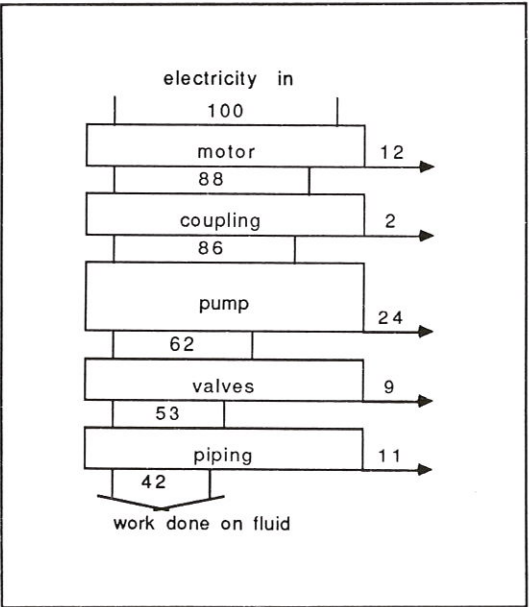 electricity in
100
motor 12
88
coupling 2
86
pump
24
62
valves 9
53
piping 11
42
work done on fluid